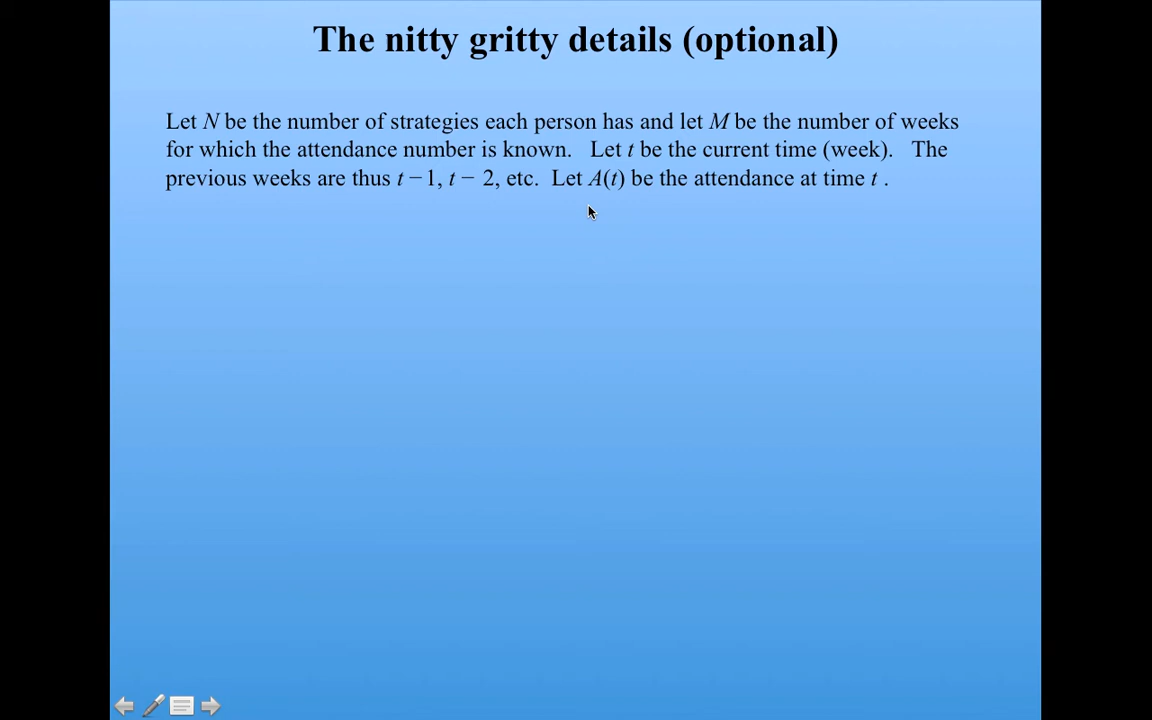 The nitty gritty details (optional)
Let N be the number of strategies each person has and let M be the number of weeks
for which the attendance number is known. Let t be the current time (week). The
previous weeks are thus t −1, t − 2, etc. Let A(t) be the attendance at time t .